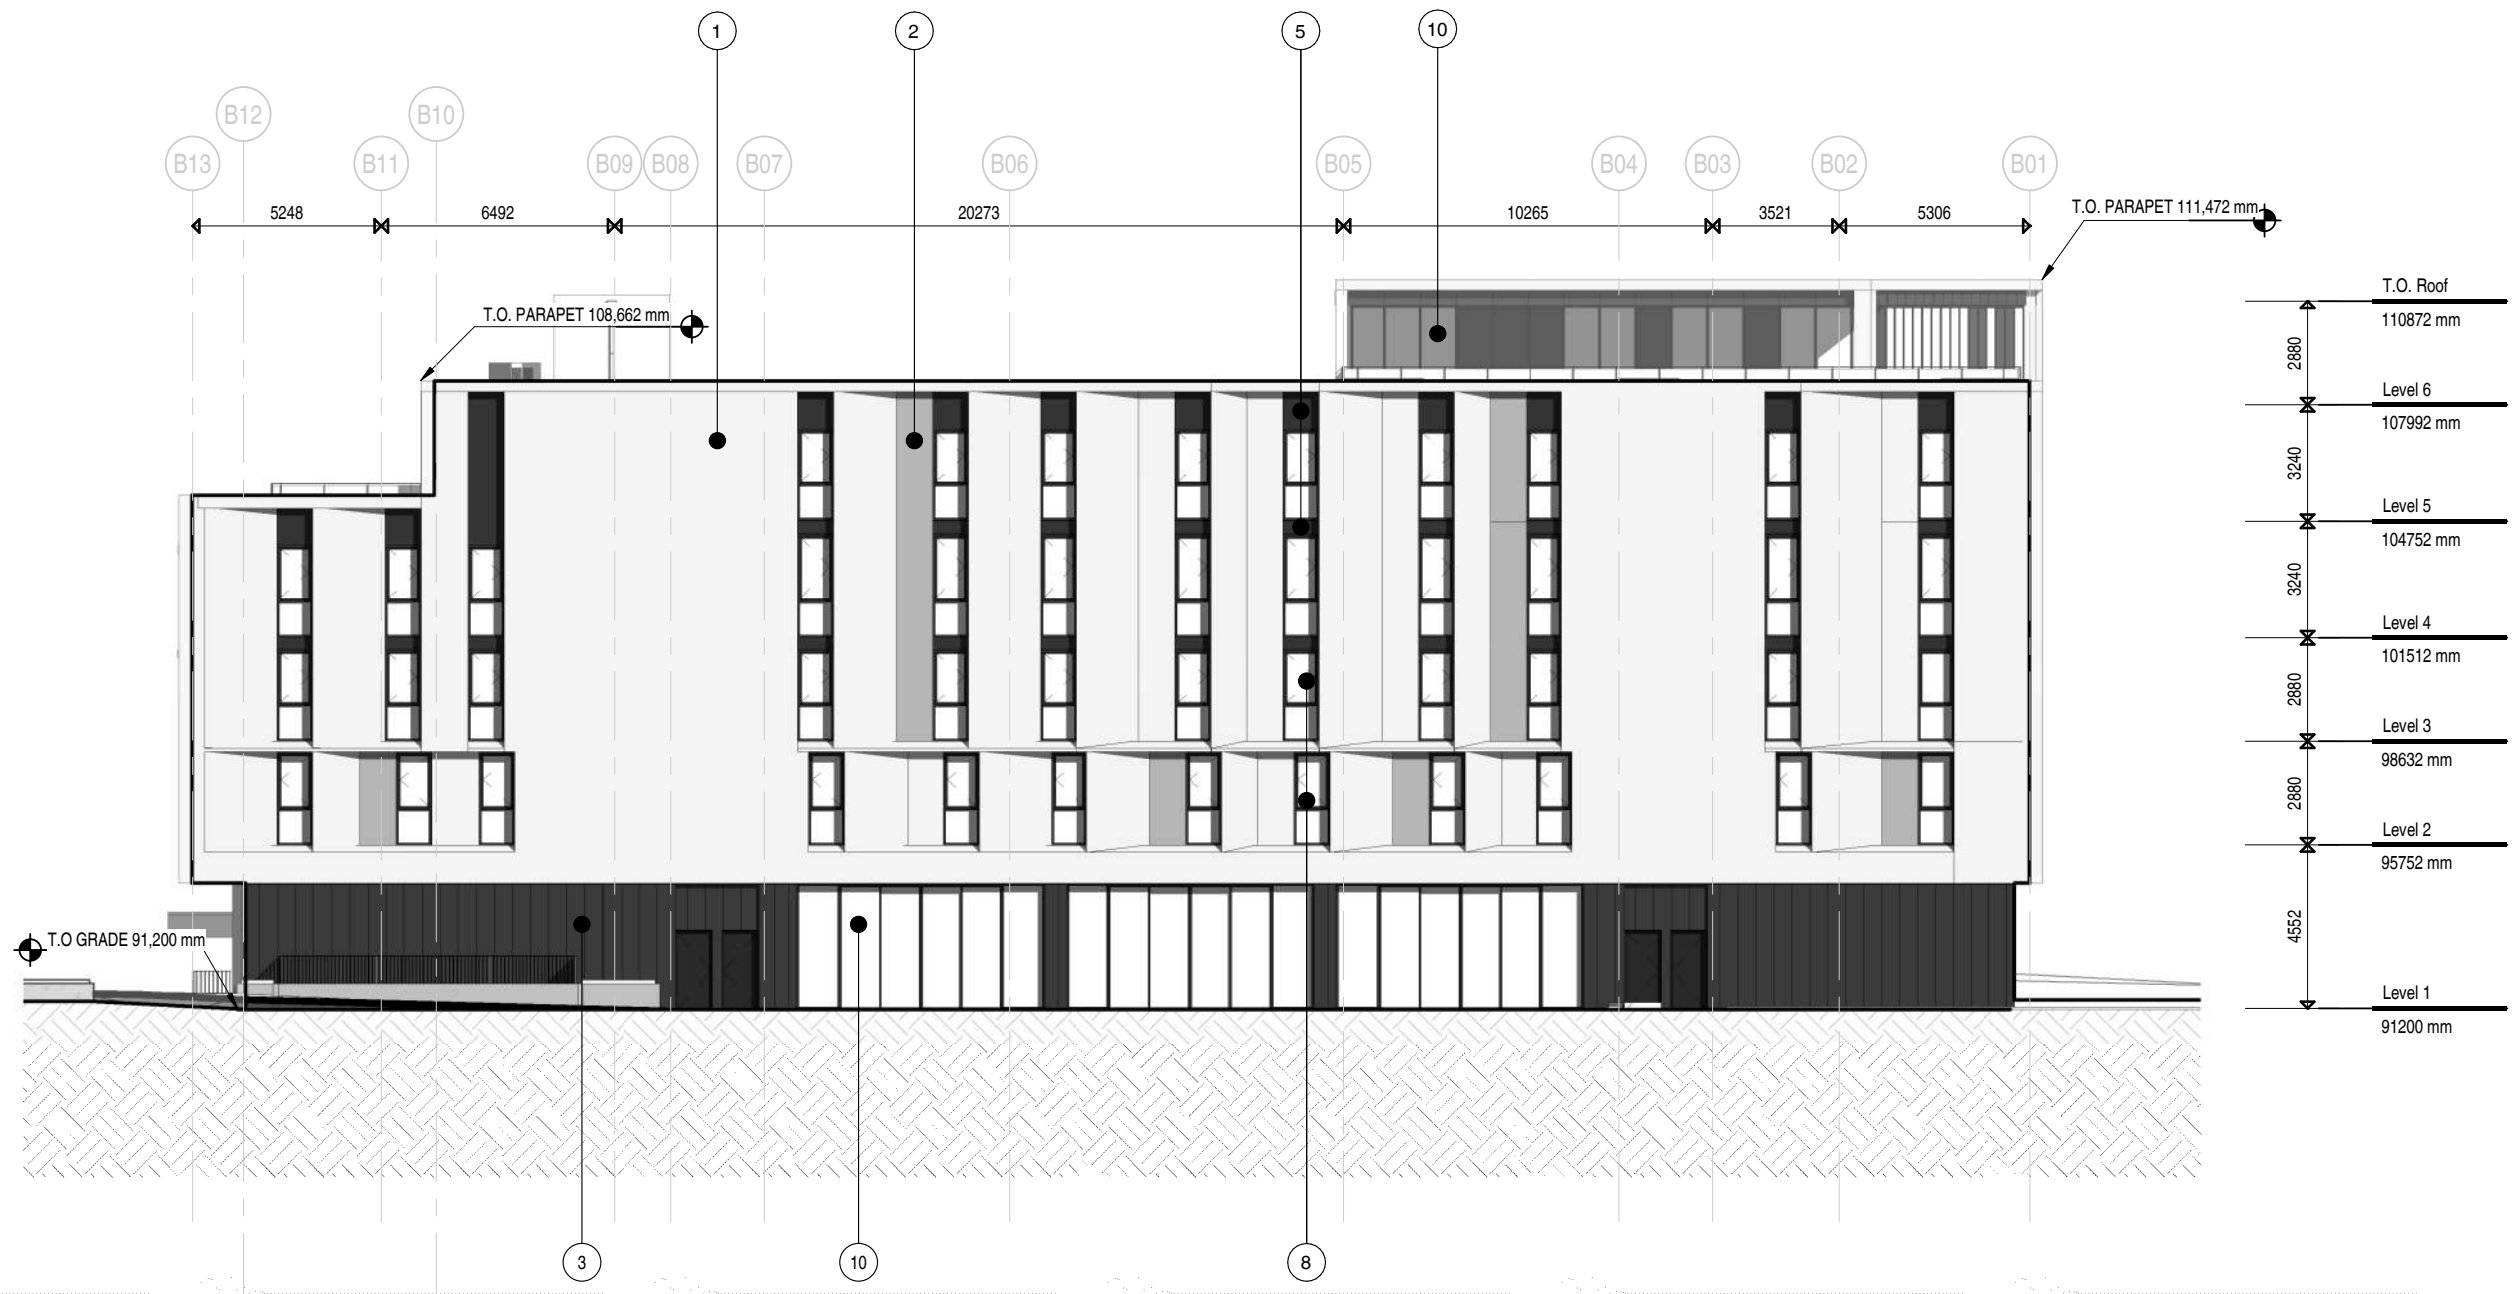 1
2
5
10
B12
B10
B13
B11
B09
B08
B07
B06
B05
B04
B03
B02
B01
5248
6492
20273
10265
3521
5306
T.O. PARAPET 111,472 mm
T.O. PARAPET 108,662 mm
T.O. Roof
110872 mm
2880
Level 6
107992 mm
3240
Level 5
104752 mm
3240
Level 4
101512 mm
2880
Level 3
98632 mm
2880
Level 2
95752 mm
4552
T.O GRADE 91,200 mm
Level 1
91200 mm
3
10
8